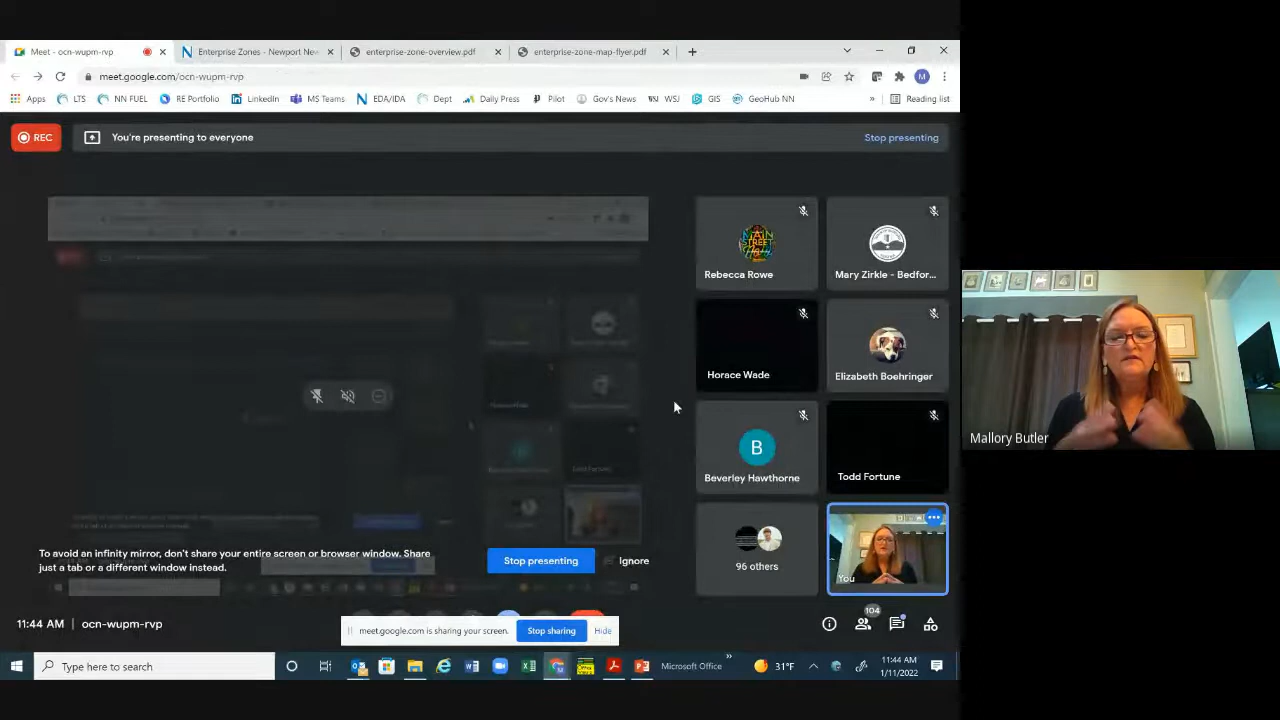 Meet - ocn-wupm-rvp
Enterprise Zones - Newport New
enterprise-zone-overview.pdf
enterprise-zone-map-flyer.pdf
meet.google.com/ocn-wupm-rvp
M
Apps
LTS
NN FUEL
RE Portfolio
LinkedIn
MS Teams
EDA/IDA
Dept
Daily Press
Pilot
Gov's News
WSJ WSJ
GIS
GeoHub NN
»
Reading list
REC
You're presenting to everyone
Stop presenting
MAIN STREET
Rebecca Rowe
Mary Zirkle - Bedfor...
Horace Wade
Elizabeth Boehringer
B
Beverley Hawthorne
Todd Fortune
96 others
You
Mallory Butler
To avoid an infinity mirror, don't share your entire screen or browser window. Share
just a tab or a different window instead.
Stop presenting
Ignore
11:44 AM | ocn-wupm-rvp
104
meet.google.com is sharing your screen.
Stop sharing
Hide
Type here to search
Microsoft Office
»
31°F
11:44 AM
1/11/2022